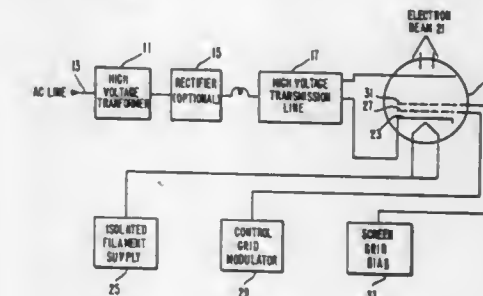 ELECTRON
BEAM 21
11
15
17
13
AC LINE
HIGH
VOLTAGE
TRANFORMER
RECTIFIER
(OPTIONAL)
HIGH VOLTAGE
TRANSMISSION
LINE
31
27
23
ISOLATED
FILAMENT
SUPPLY
CONTROL
GRID
MODULATOR
SCREEN
GRID
BIAS
25
29